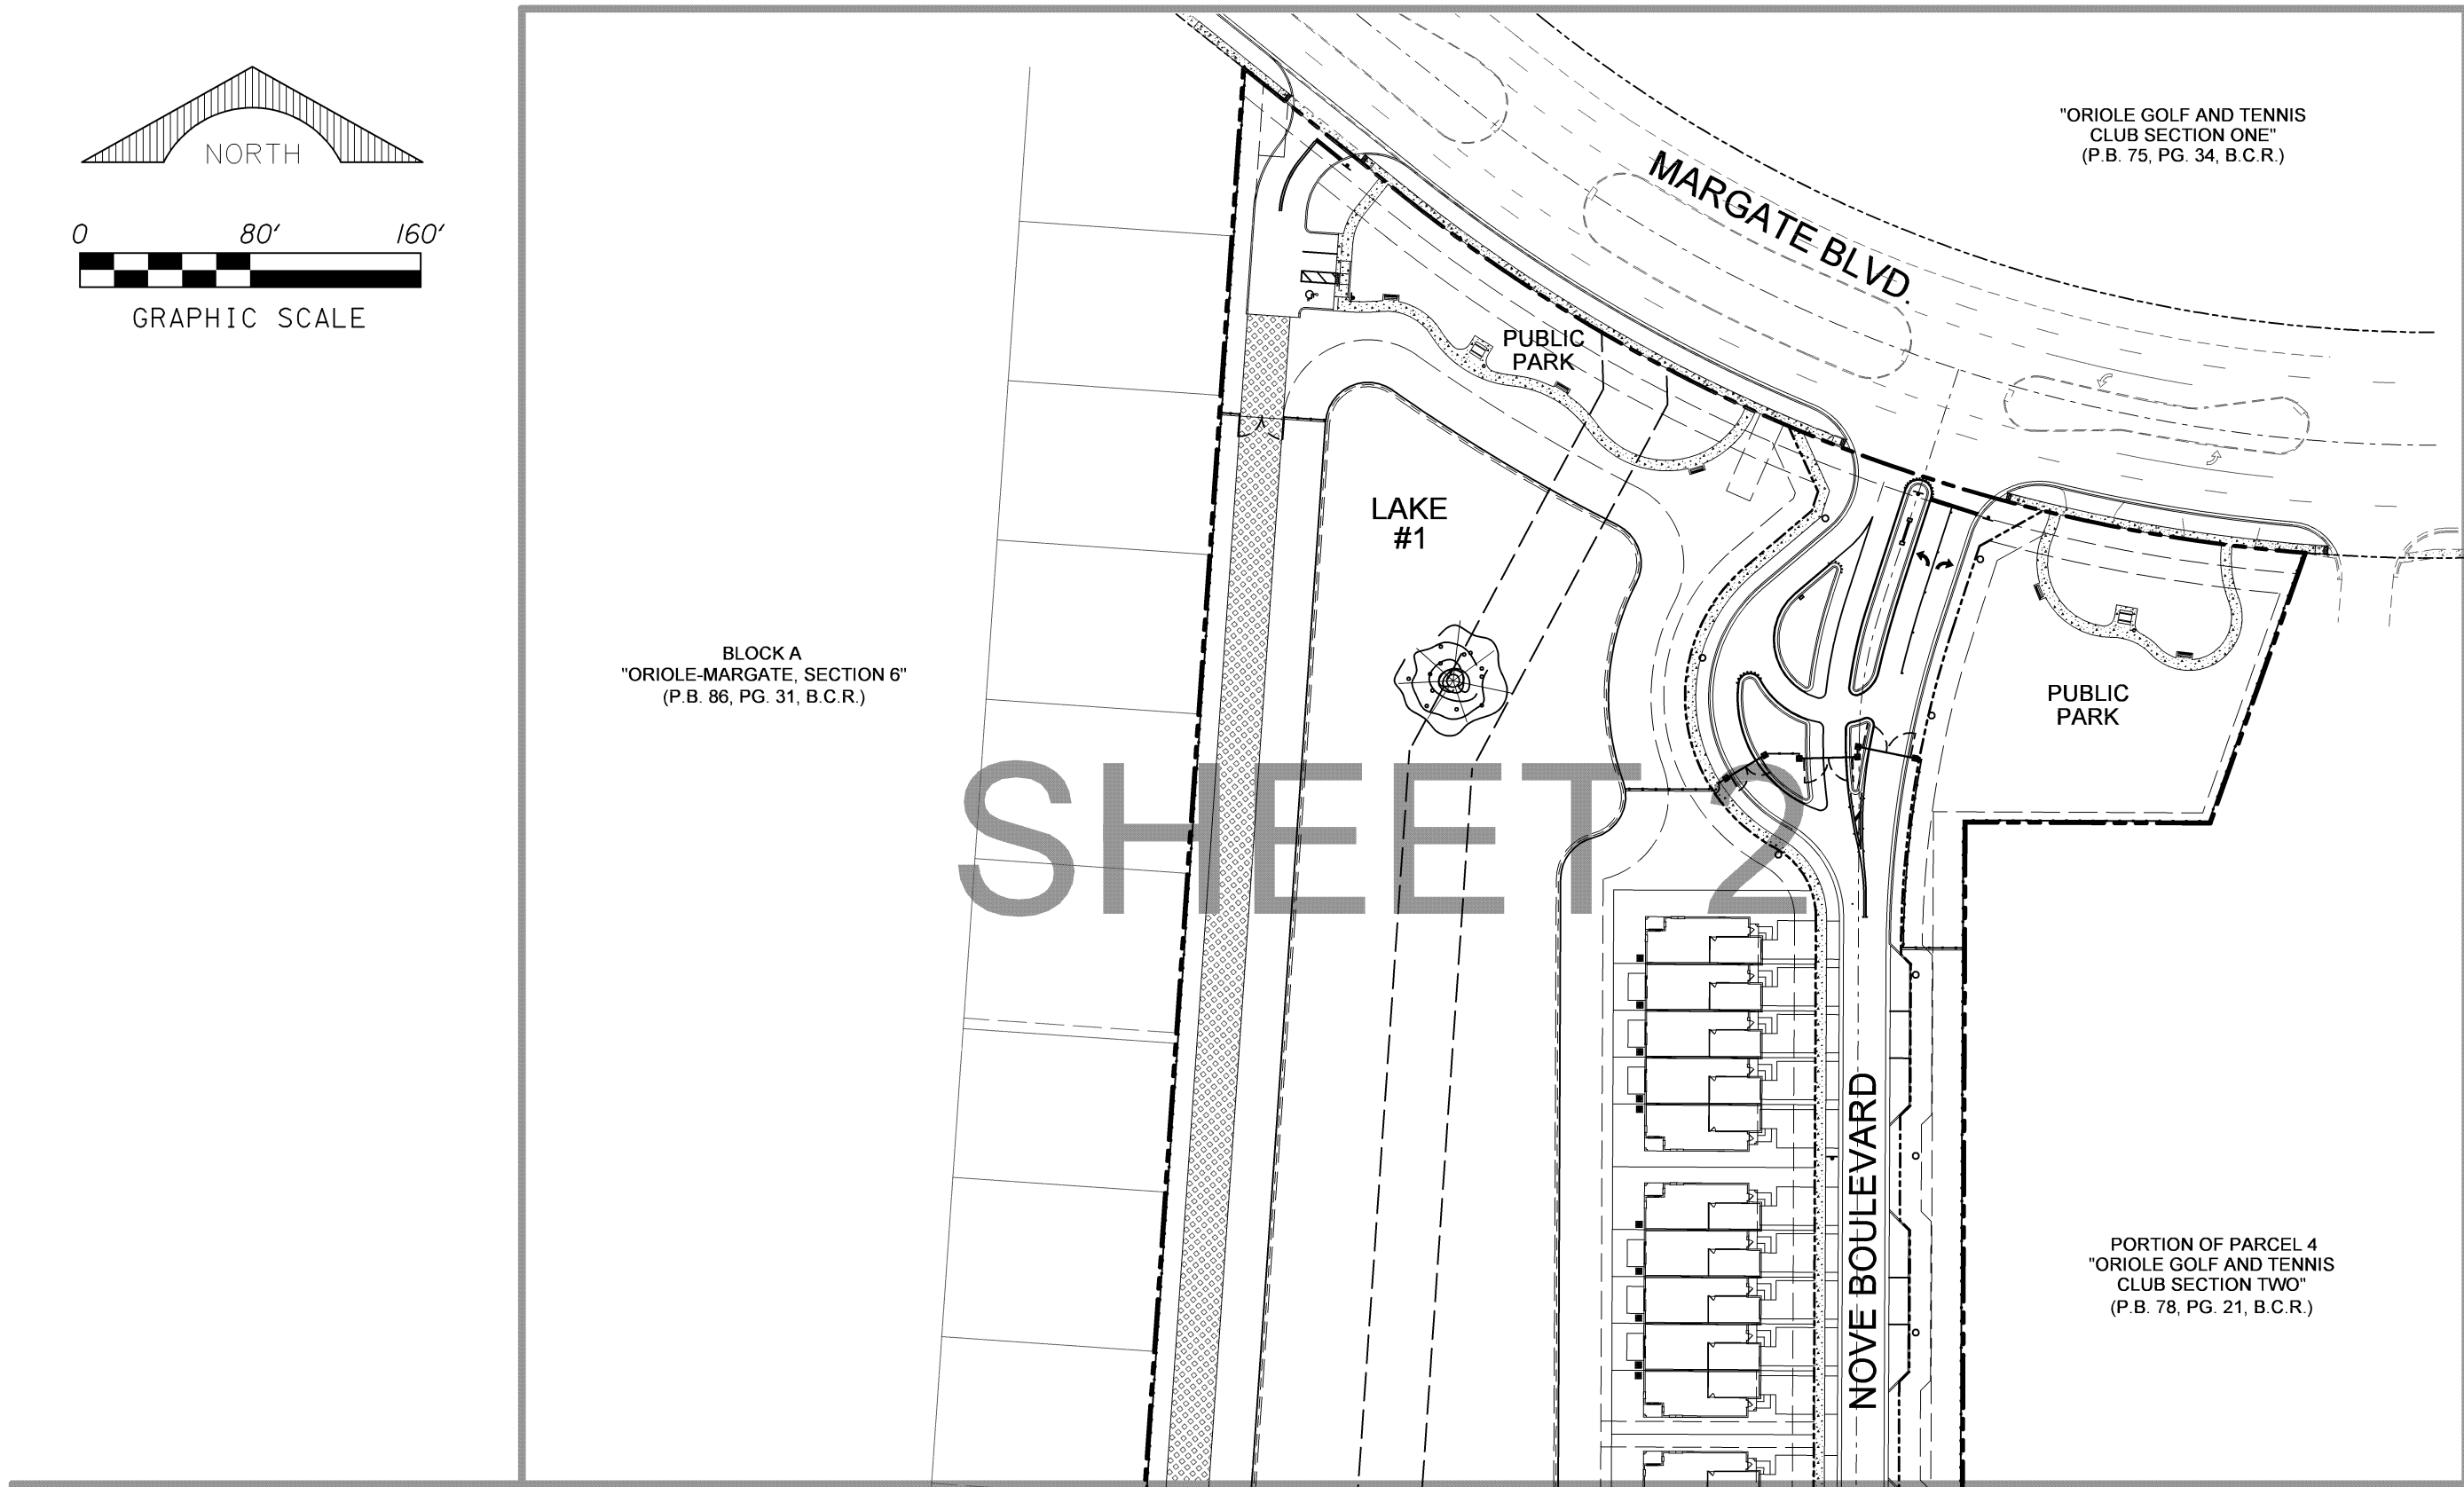 NORTH
0 80' 160'
GRAPHIC SCALE
"ORIOLE GOLF AND TENNIS
CLUB SECTION ONE"
(P.B. 75, PG. 34, B.C.R.)
MARGATE BLVD.
PUBLIC
PARK
LAKE
#1
BLOCK A
"ORIOLE-MARGATE, SECTION 6"
(P.B. 86, PG. 31, B.C.R.)
PUBLIC
PARK
SHEET 2
NOVE BOULEVARD
PORTION OF PARCEL 4
"ORIOLE GOLF AND TENNIS
CLUB SECTION TWO"
(P.B. 78, PG. 21, B.C.R.)